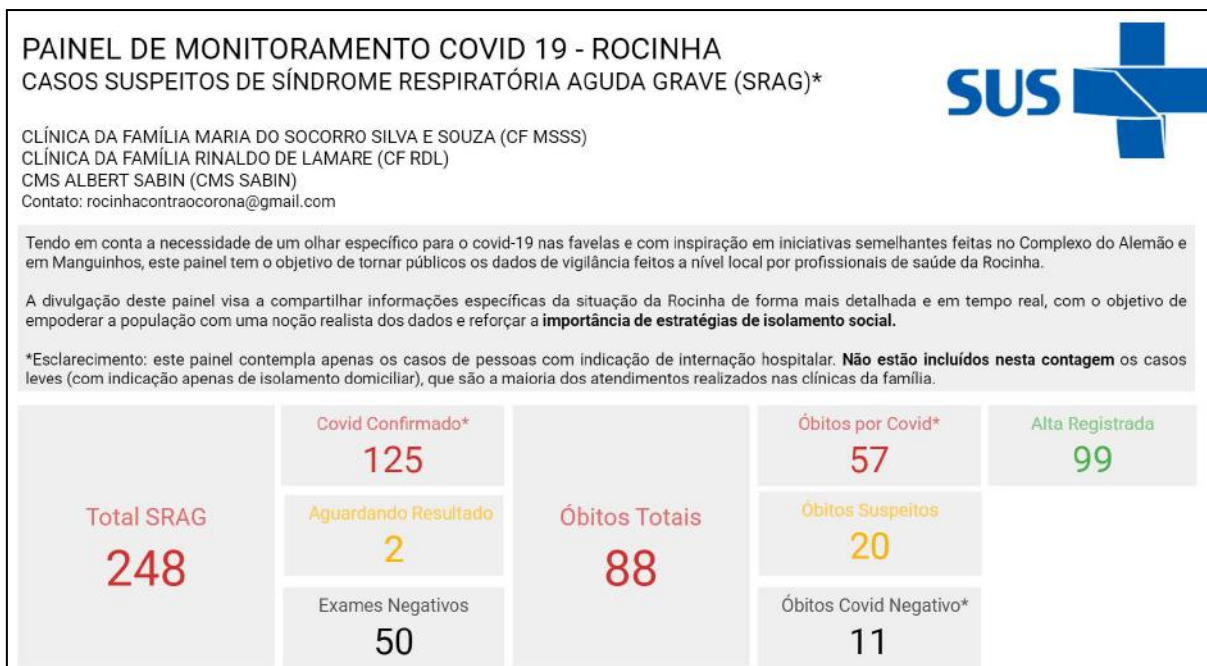 PAINEL DE MONITORAMENTO COVID 19 - ROCINHA
CASOS SUSPEITOS DE SÍNDROME RESPIRATÓRIA AGUDA GRAVE (SRAG)*
SUS
CLÍNICA DA FAMÍLIA MARIA DO SOCORRO SILVA E SOUZA (CF MSSS)
CLÍNICA DA FAMÍLIA RINALDO DE LAMARE (CF RDL)
CMS ALBERT SABIN (CMS SABIN)
Contato: rocinhacontraocorona@gmail.com
Tendo em conta a necessidade de um olhar específico para o covid-19 nas favelas e com inspiração em iniciativas semelhantes feitas no Complexo do Alemão e
em Manguinhos, este painel tem o objetivo de tornar públicos os dados de vigilância feitos a nível local por profissionais de saúde da Rocinha.
A divulgação deste painel visa a compartilhar informações específicas da situação da Rocinha de forma mais detalhada e em tempo real, com o objetivo de
empoderar a população com uma noção realista dos dados e reforçar a importância de estratégias de isolamento social.
*Esclarecimento: este painel contempla apenas os casos de pessoas com indicação de internação hospitalar. Não estão incluídos nesta contagem os casos
leves (com indicação apenas de isolamento domiciliar), que são a maioria dos atendimentos realizados nas clínicas da família.
Total SRAG
248
Covid Confirmado*
125
Aguardando Resultado
2
Exames Negativos
50
Óbitos Totais
88
Óbitos por Covid*
57
Óbitos Suspeitos
20
Óbitos Covid Negativo*
11
Alta Registrada
99